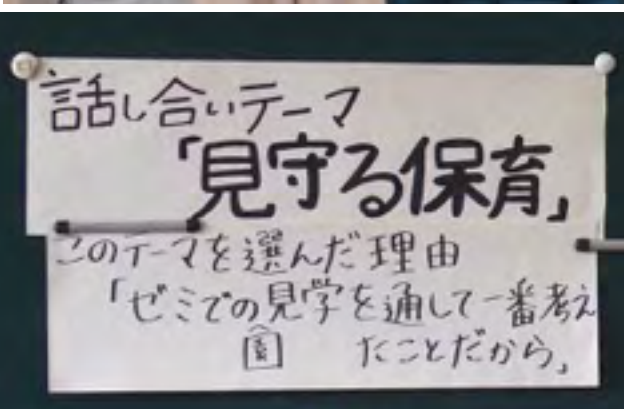 話し合いテーマ
「見守る保育」
このテーマを選んだ理由
「ゼミでの見学を通して一番考え
たことだから」